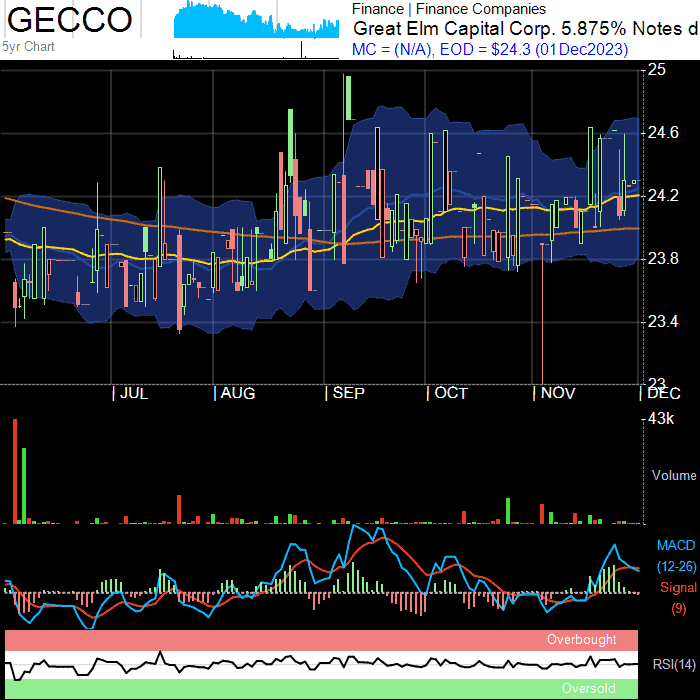 GECCO
5yr Chart
Finance | Finance Companies
Great Elm Capital Corp. 5.875% Notes d
MC = (N/A), EOD = $24.3 (01Dec2023)
25
24.6
24.2
23.8
23.4
23
JUL AUG SEP OCT NOV DEC
43k
Volume
MACD
(12-26)
Signal
(9)
Overbought
RSI(14)
Oversold